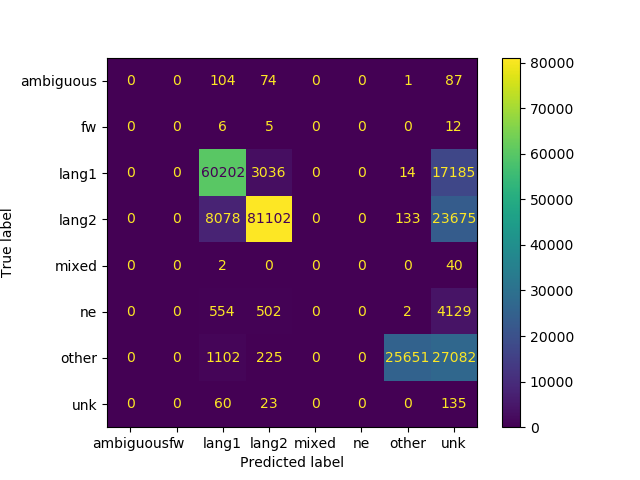 ambiguous 0 0 104 74 0 0 1 87
fw 0 0 6 5 0 0 0 12
lang1 0 0 60202 3036 0 0 14 17185
lang2 0 0 8078 81102 0 0 133 23675
mixed 0 0 2 0 0 0 0 40
ne 0 0 554 502 0 0 2 4129
other 0 0 1102 225 0 0 25651 27082
unk 0 0 60 23 0 0 0 135
ambiguous fw lang1 lang2 mixed ne other unk
Predicted label
True label
80000
70000
60000
50000
40000
30000
20000
10000
0